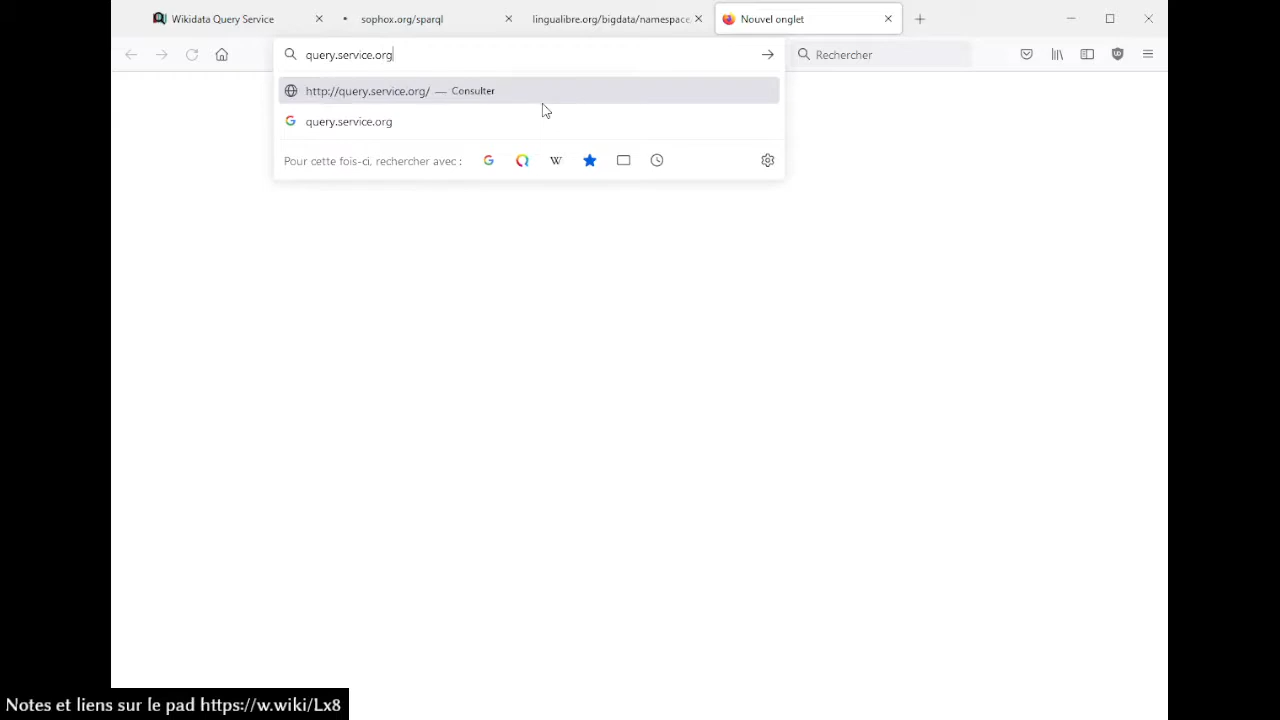 Wikidata Query Service
sophox.org/sparql
lingualibre.org/bigdata/namespace
Nouvel onglet
query.service.org
Rechercher
http://query.service.org/ — Consulter
query.service.org
Pour cette fois-ci, rechercher avec :
Notes et liens sur le pad https://w.wiki/Lx8